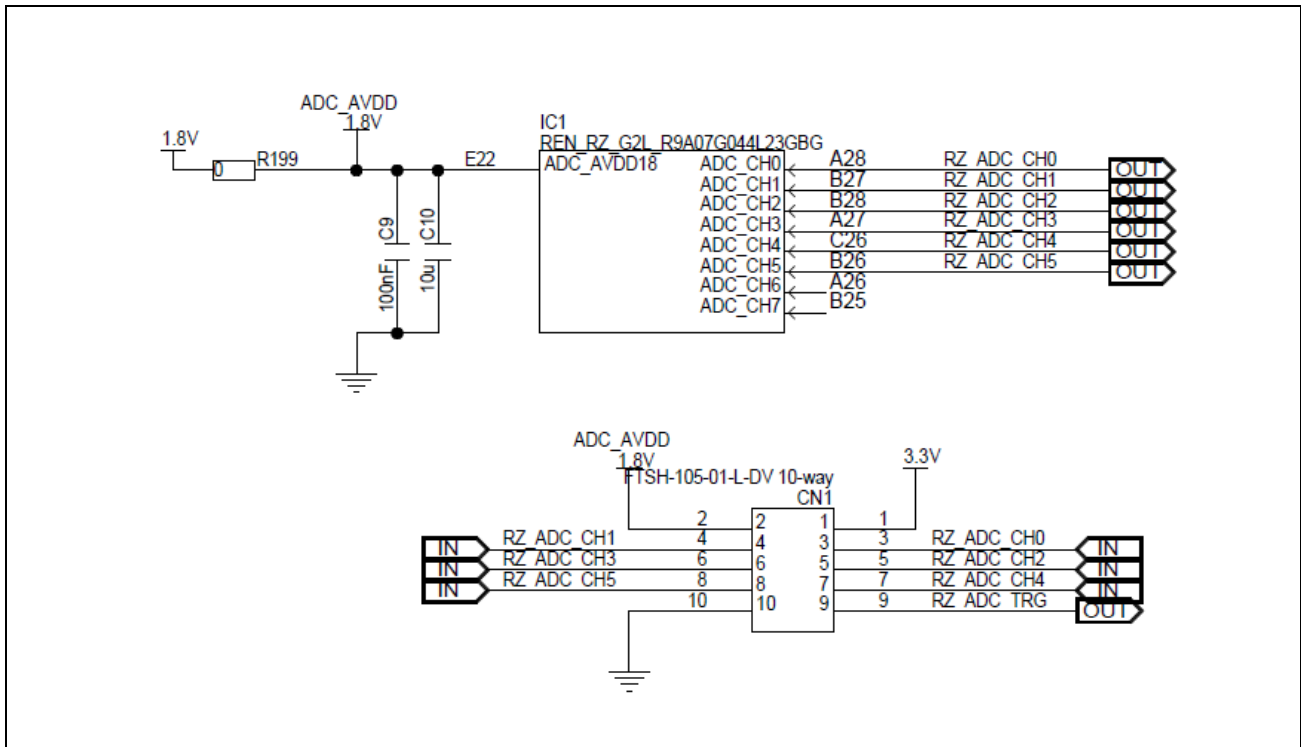 ADC_AVDD
1.8V
1.8V
0
R199
E22
C9
100nF
C10
10u
IC1
REN_RZ_G2L_R9A07G044L23GBG
ADC_AVDD18
ADC_CH0 A28 RZ_ADC_CH0 OUT
ADC_CH1 B27 RZ_ADC_CH1 OUT
ADC_CH2 B28 RZ_ADC_CH2 OUT
ADC_CH3 A27 RZ_ADC_CH3 OUT
ADC_CH4 C26 RZ_ADC_CH4 OUT
ADC_CH5 B26 RZ_ADC_CH5 OUT
ADC_CH6 A26
ADC_CH7 B25
ADC_AVDD
1.8V
3.3V
FTSH-105-01-L-DV 10-way
CN1
2 2 1 1
IN RZ_ADC_CH1 4 4 3 3 RZ_ADC_CH0 IN
IN RZ_ADC_CH3 6 6 5 5 RZ_ADC_CH2 IN
IN RZ_ADC_CH5 8 8 7 7 RZ_ADC_CH4 IN
10 10 9 9 RZ_ADC_TRG OUT